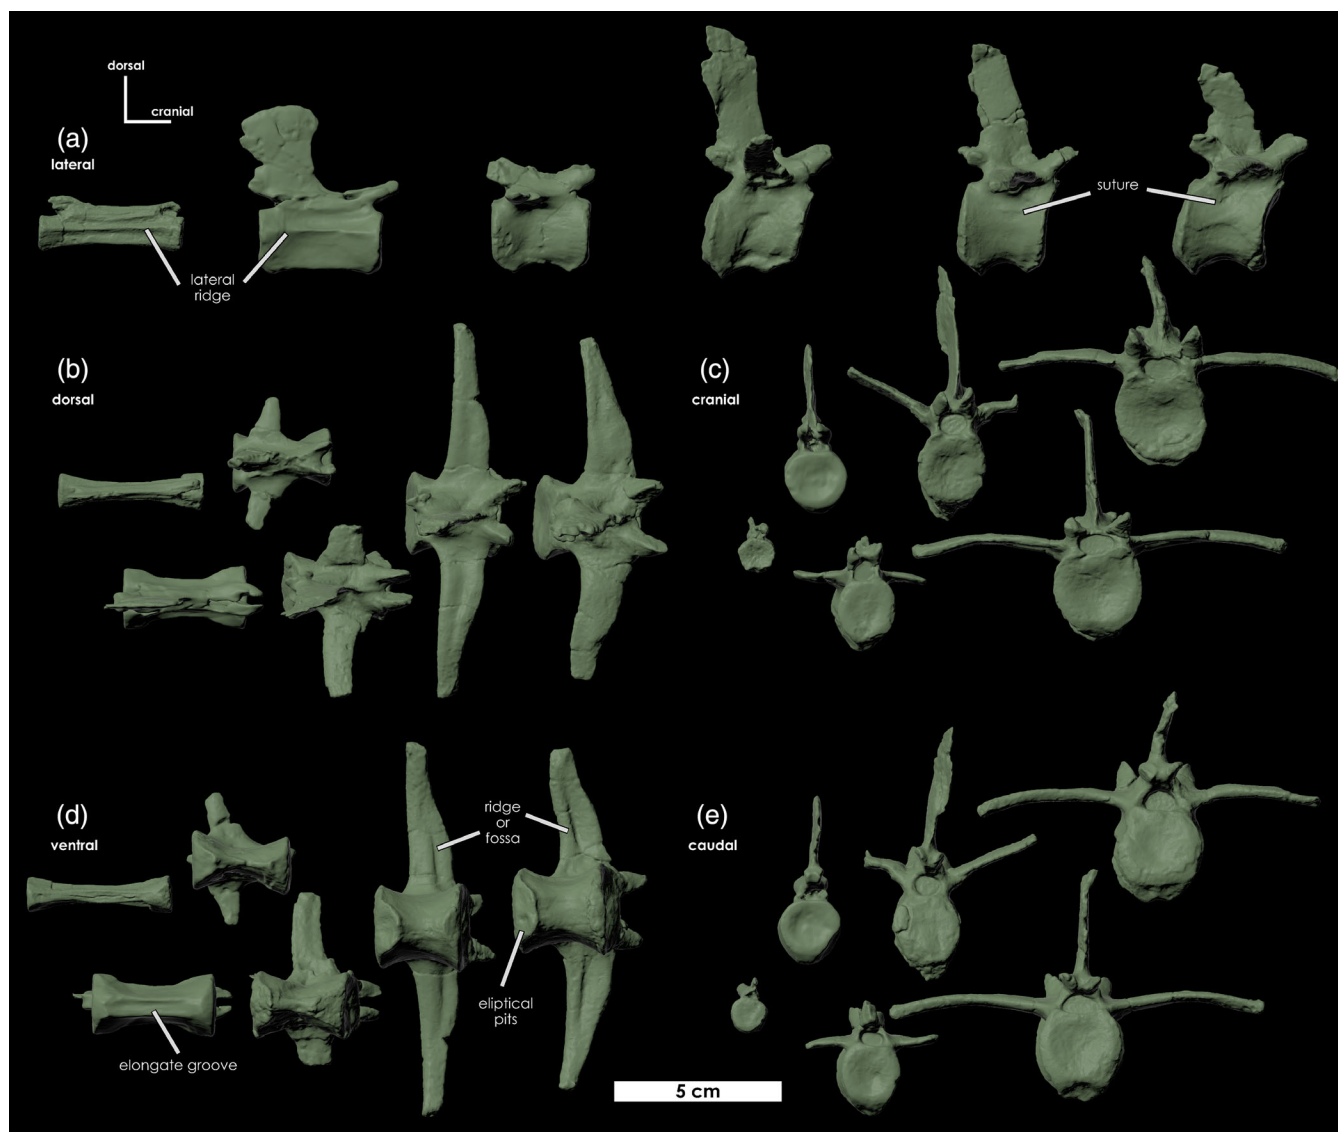 dorsal
cranial
(a)
lateral
lateral
ridge
suture
(b)
dorsal
(c)
cranial
(d)
ventral
ridge
or
fossa
eliptical
pits
elongate groove
(e)
caudal
5 cm